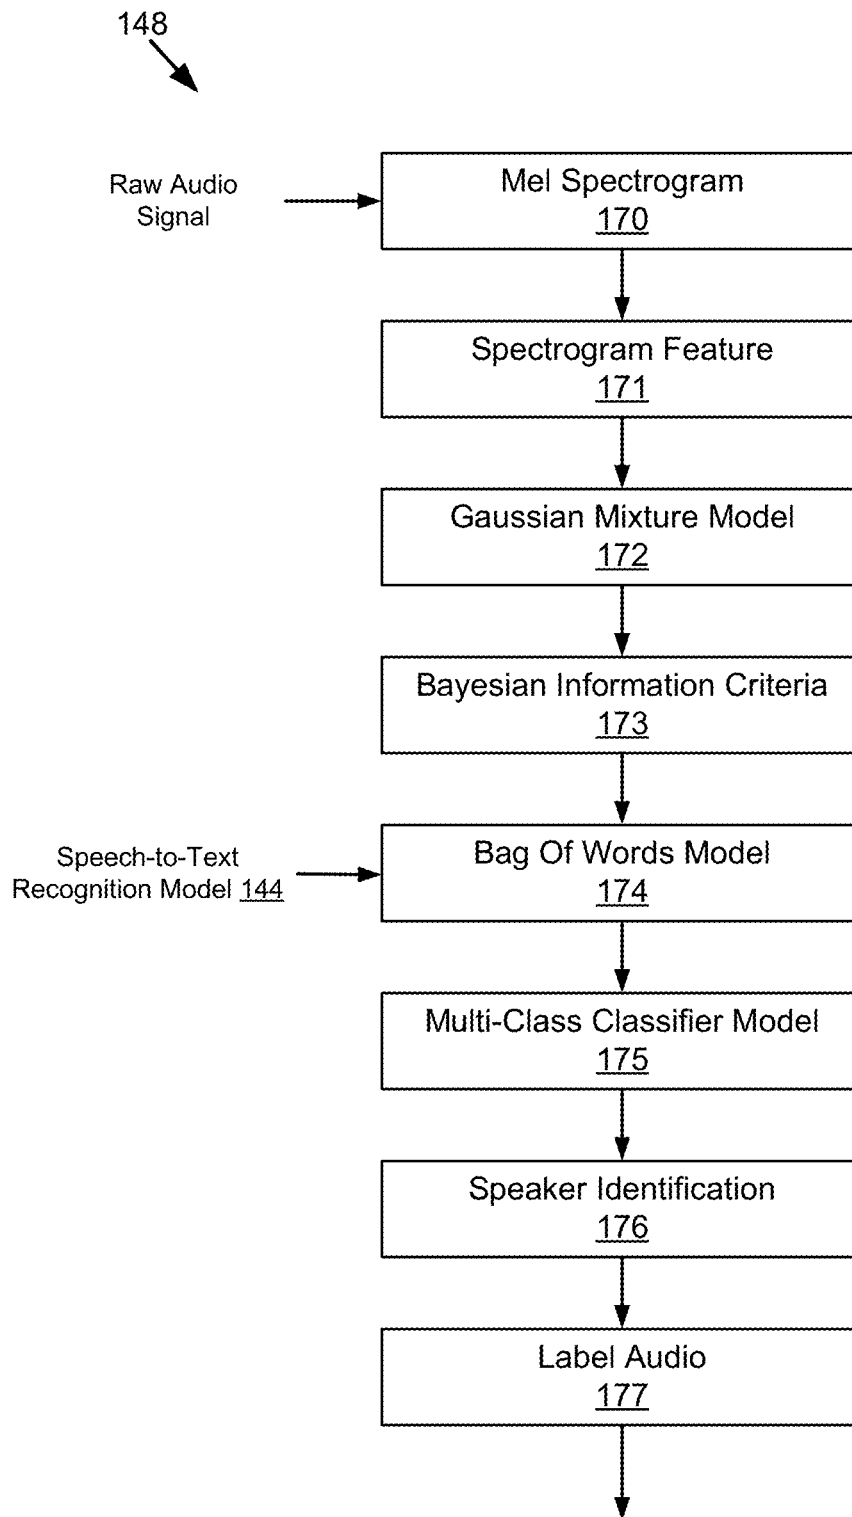 148
Raw Audio
Signal
Mel Spectrogram
170
Spectrogram Feature
171
Gaussian Mixture Model
172
Bayesian Information Criteria
173
Speech-to-Text
Recognition Model 144
Bag Of Words Model
174
Multi-Class Classifier Model
175
Speaker Identification
176
Label Audio
177